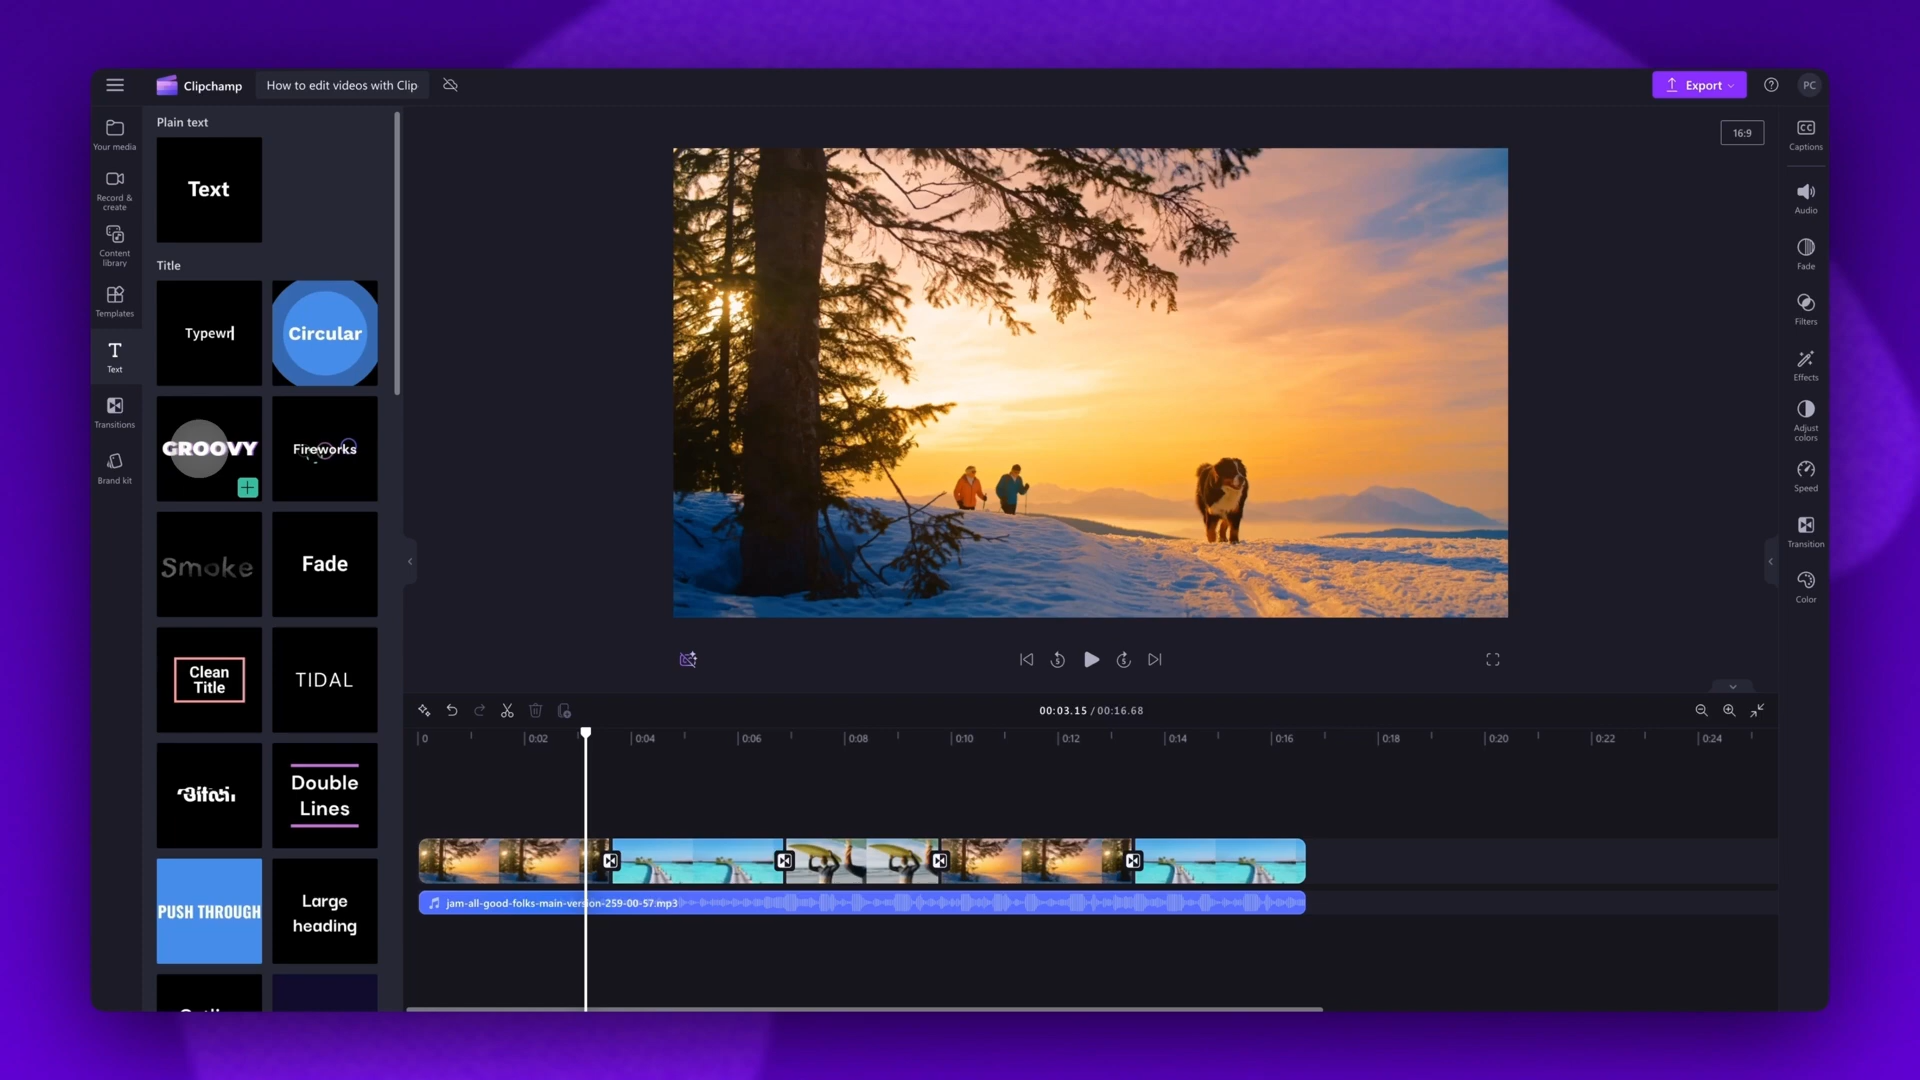 Clipchamp
How to edit videos with Clip
Export
PC
Your media
Record &
create
Content
library
Templates
Text
Transitions
Brand kit
Plain text
Text
Title
Typewr
Circular
GROOVY
Fireworks
Smoke
Fade
Clean
Title
TIDAL
Double
Lines
PUSH THROUGH
Large
heading
16:9
CC
Captions
Audio
Fade
Filters
Effects
Adjust
colors
Speed
Transition
Color
5
5
00:03.15 / 00:16.68
0
0:02
0:04
0:06
0:08
0:10
0:12
0:14
0:16
0:18
0:20
0:22
0:24
jam-all-good-folks-main-version-259-00-57.mp3